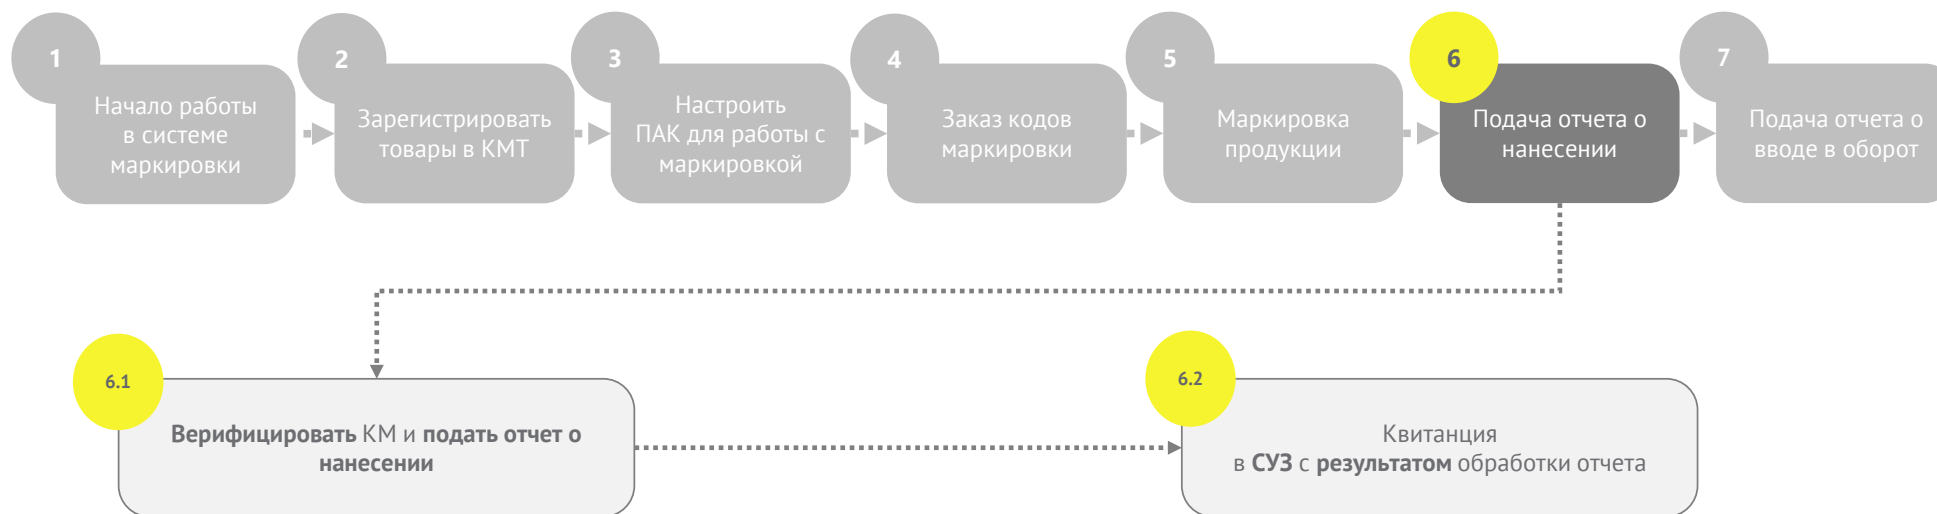 1
Начало работы
в системе
маркировки
2
Зарегистрировать
товары в КМТ
3
Настроить
ПАК для работы с
маркировкой
4
Заказ кодов
маркировки
5
Маркировка
продукции
6
Подача отчета о
нанесении
7
Подача отчета о
вводе в оборот
6.1
Верифицировать КМ и подать отчет о
нанесении
6.2
Квитанция
в СУЗ с результатом обработки отчета